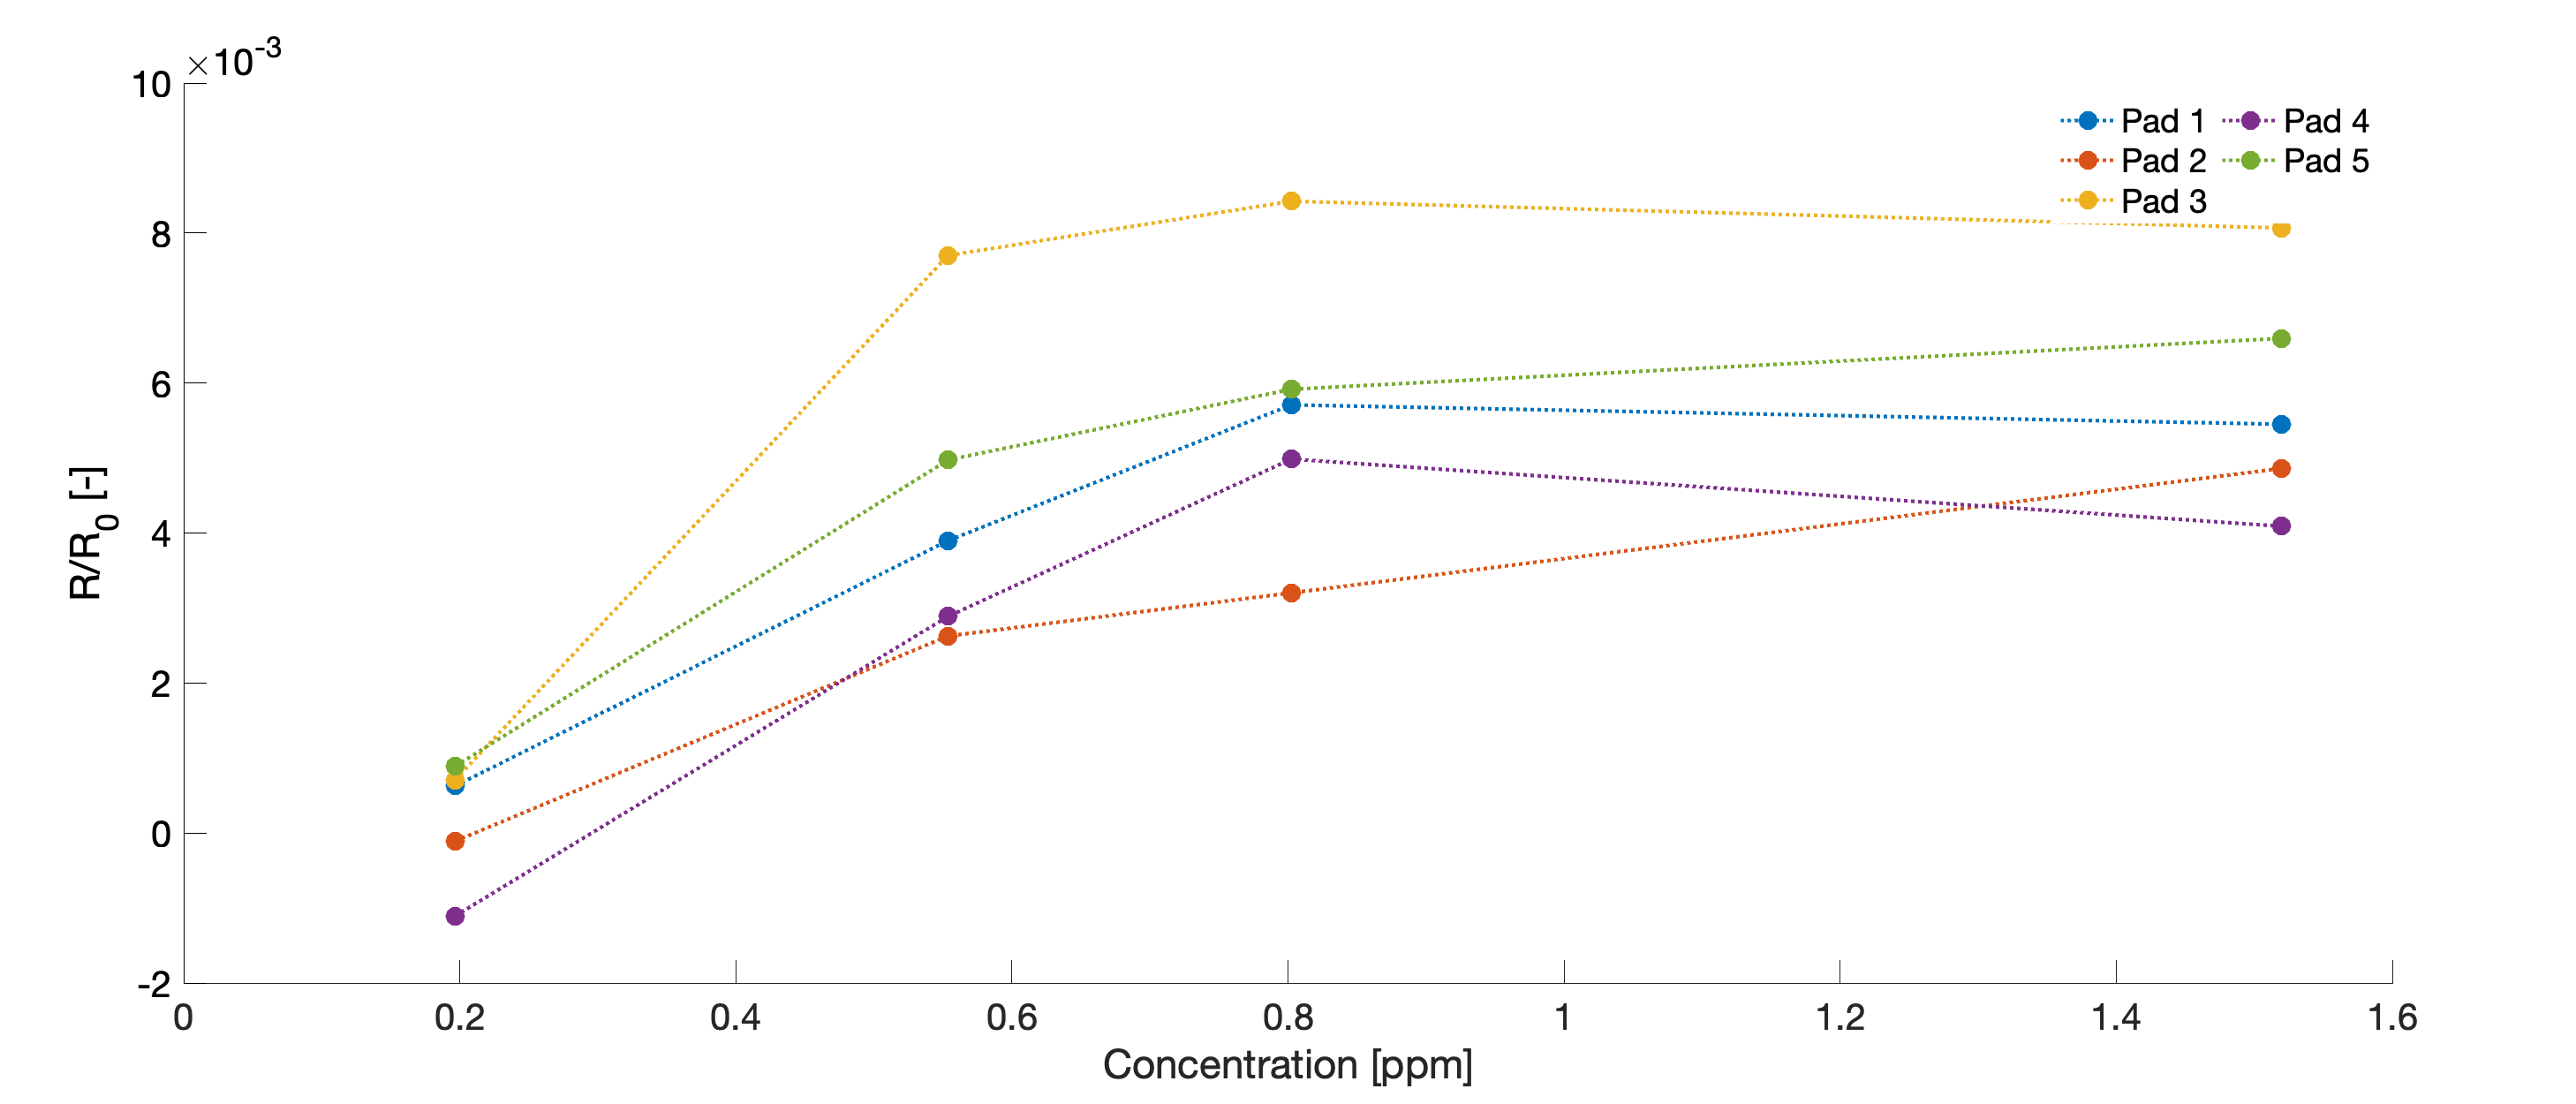 ×10⁻³
10
8
6
4
2
0
-2
R/R₀ [-]
0 0.2 0.4 0.6 0.8 1 1.2 1.4 1.6
Concentration [ppm]
Pad 1 Pad 4
Pad 2 Pad 5
Pad 3